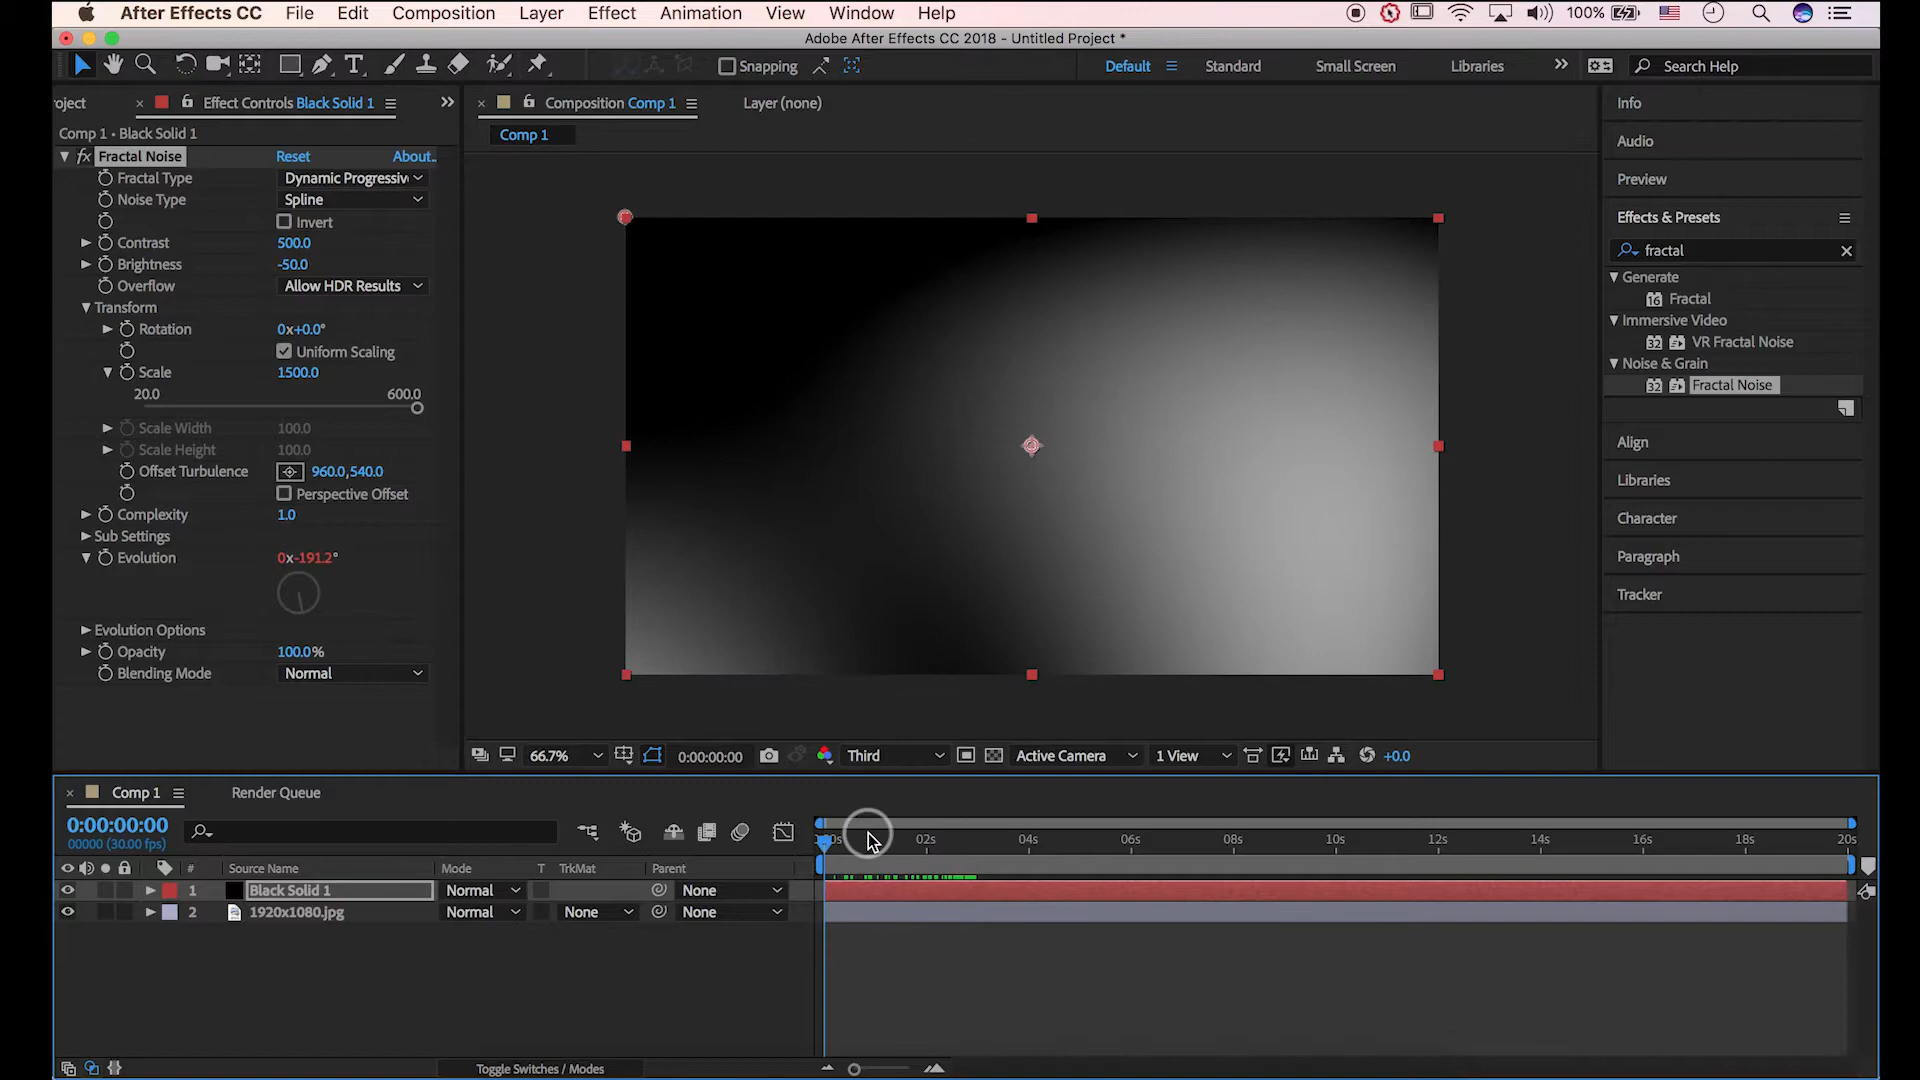 After Effects CC File Edit Composition Layer Effect Animation View Window Help 100%
Adobe After Effects CC 2018 - Untitled Project *
Snapping Default Standard Small Screen Libraries Search Help
roject Effect Controls Black Solid 1 Composition Comp 1 Layer (none)
Comp 1 • Black Solid 1
Comp 1
fx Fractal Noise Reset About..
Fractal Type Dynamic Progressiv
Noise Type Spline
Invert
Contrast 500.0
Brightness -50.0
Overflow Allow HDR Results
Transform
Rotation 0x+0.0°
Uniform Scaling
Scale 1500.0
20.0 600.0
Scale Width 100.0
Scale Height 100.0
Offset Turbulence 960.0,540.0
Perspective Offset
Complexity 1.0
Sub Settings
Evolution 0x-191.2°
Evolution Options
Opacity 100.0%
Blending Mode Normal
Info
Audio
Preview
Effects & Presets
fractal
Generate
16 Fractal
Immersive Video
32 VR Fractal Noise
Noise & Grain
32 Fractal Noise
Align
Libraries
Character
Paragraph
Tracker
66.7% 0:00:00:00 Third Active Camera 1 View +0.0
Comp 1 Render Queue
0:00:00:00
00000 (30.00 fps)
02s 04s 06s 08s 10s 12s 14s 16s 18s 20s
# Source Name Mode T TrkMat Parent
1 Black Solid 1 Normal None
2 1920x1080.jpg Normal None None
Toggle Switches / Modes